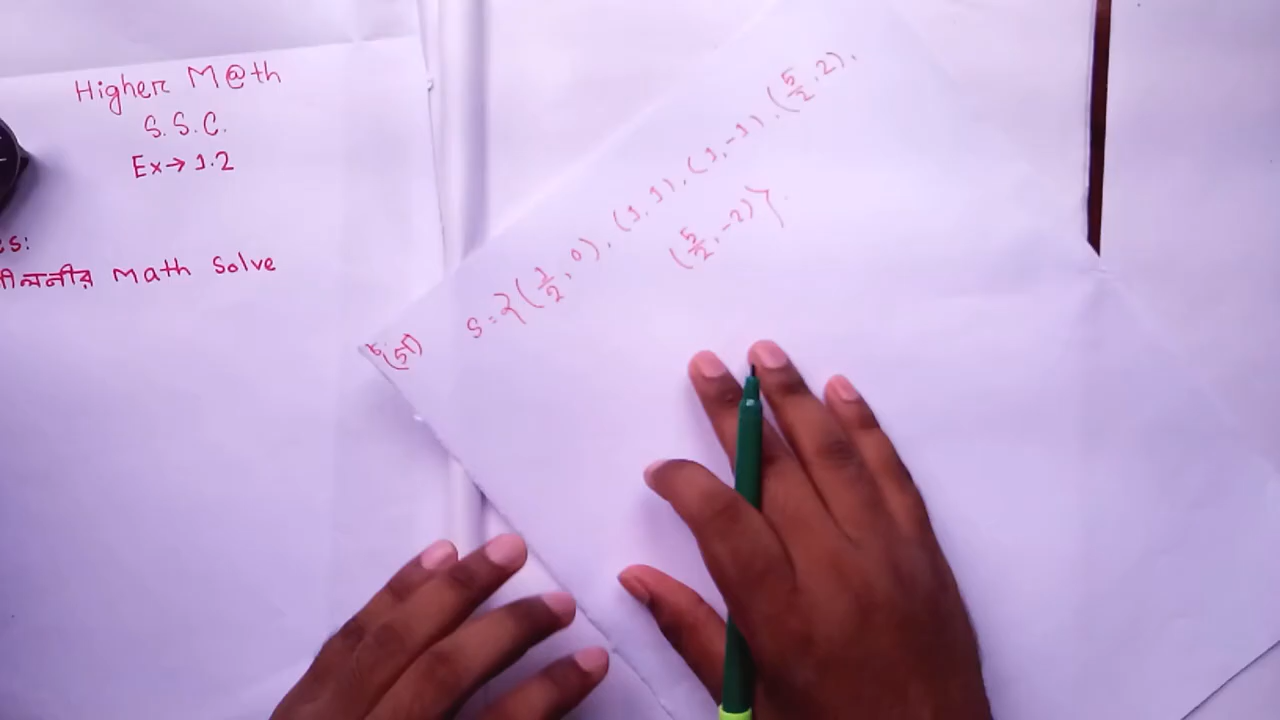 Higher M@th
S.S.C.
Ex→1.2
es:
Math Solve
S = {(1/2, 0), (1, 1), (1, -1), (5/2, 2),
(5/2, -2)}.